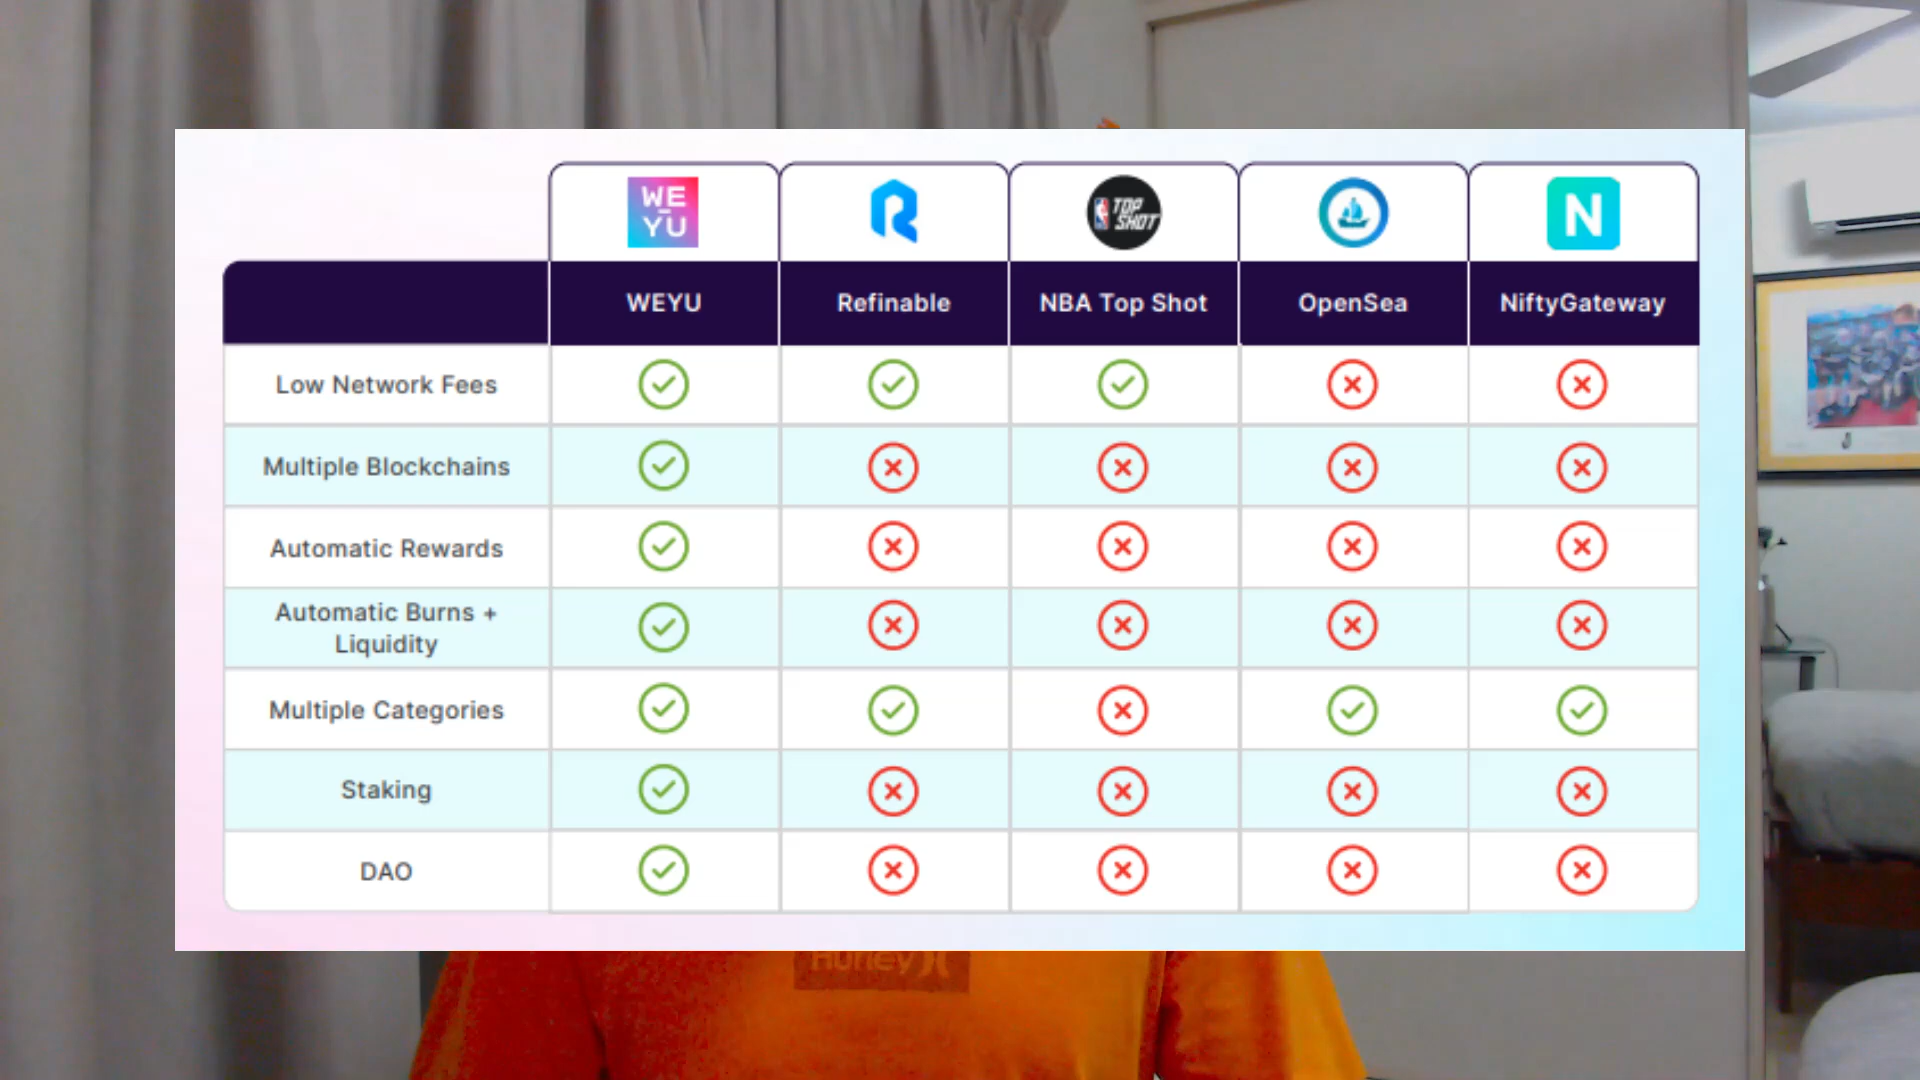 WE
YU
TOP
SHOT
N
WEYU
Refinable
NBA Top Shot
OpenSea
NiftyGateway
Low Network Fees
Multiple Blockchains
Automatic Rewards
Automatic Burns +
Liquidity
Multiple Categories
Staking
DAO
Hurley